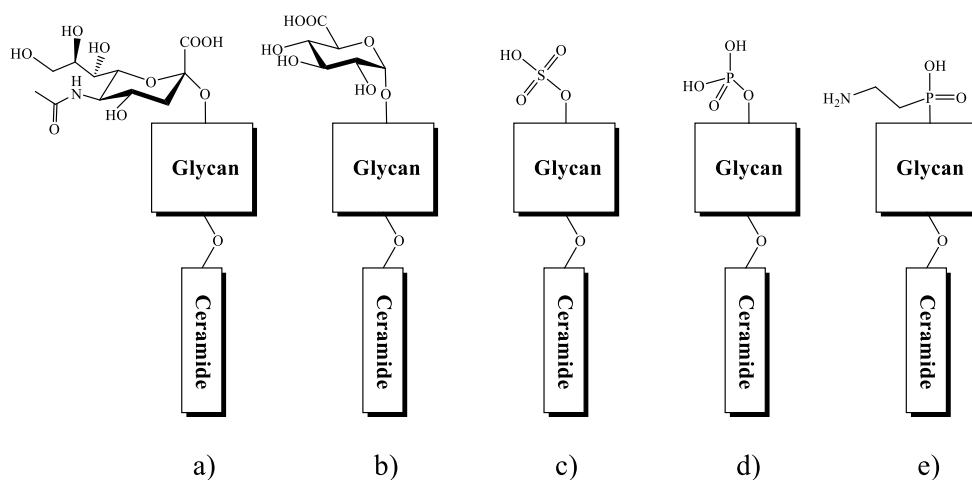 HO HO HO COOH
HO O
H N O
O HO
HOOC
HO O
HO
HO O
HO O
S
O O
OH
HO P
O O
OH
H2N P O
Glycan Glycan Glycan Glycan Glycan
O O O O O
Ceramide Ceramide Ceramide Ceramide Ceramide
a) b) c) d) e)